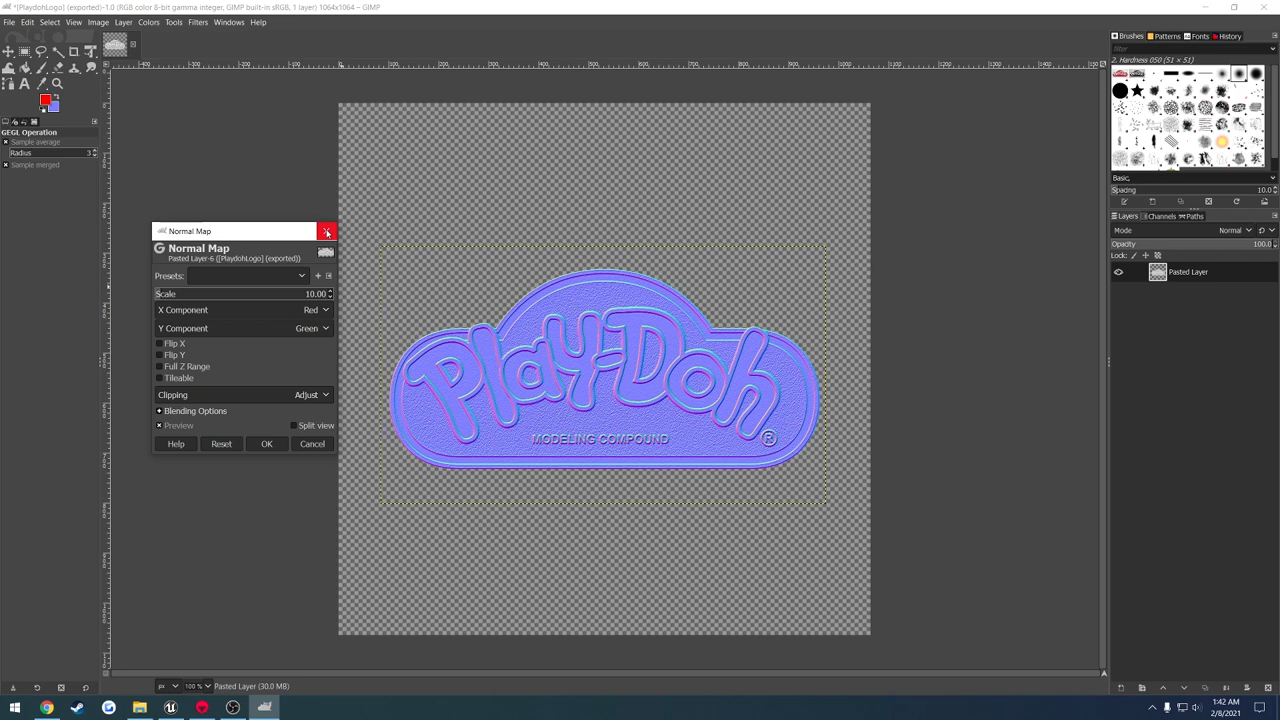 *[PlaydohLogo] (exported)-1.0 (RGB color 8-bit gamma integer, GIMP built-in sRGB, 1 layer) 1064x1064 – GIMP
File Edit Select View Image Layer Colors Tools Filters Windows Help
GEGL Operation
Sample average
Radius 3
Sample merged
Normal Map
Normal Map
Pasted Layer-6 ([PlaydohLogo] (exported))
Presets:
Scale 10.00
X Component Red
Y Component Green
Flip X
Flip Y
Full Z Range
Tileable
Clipping Adjust
Blending Options
Preview Split view
Help Reset OK Cancel
Play-Doh
MODELING COMPOUND ®
Brushes Patterns Fonts History
filter
2. Hardness 050 (51 × 51)
Basic,
Spacing 10.0
Layers Channels Paths
Mode Normal
Opacity 100.0
Lock:
Pasted Layer
px 100 % Pasted Layer (30.0 MB)
1:42 AM
2/8/2021